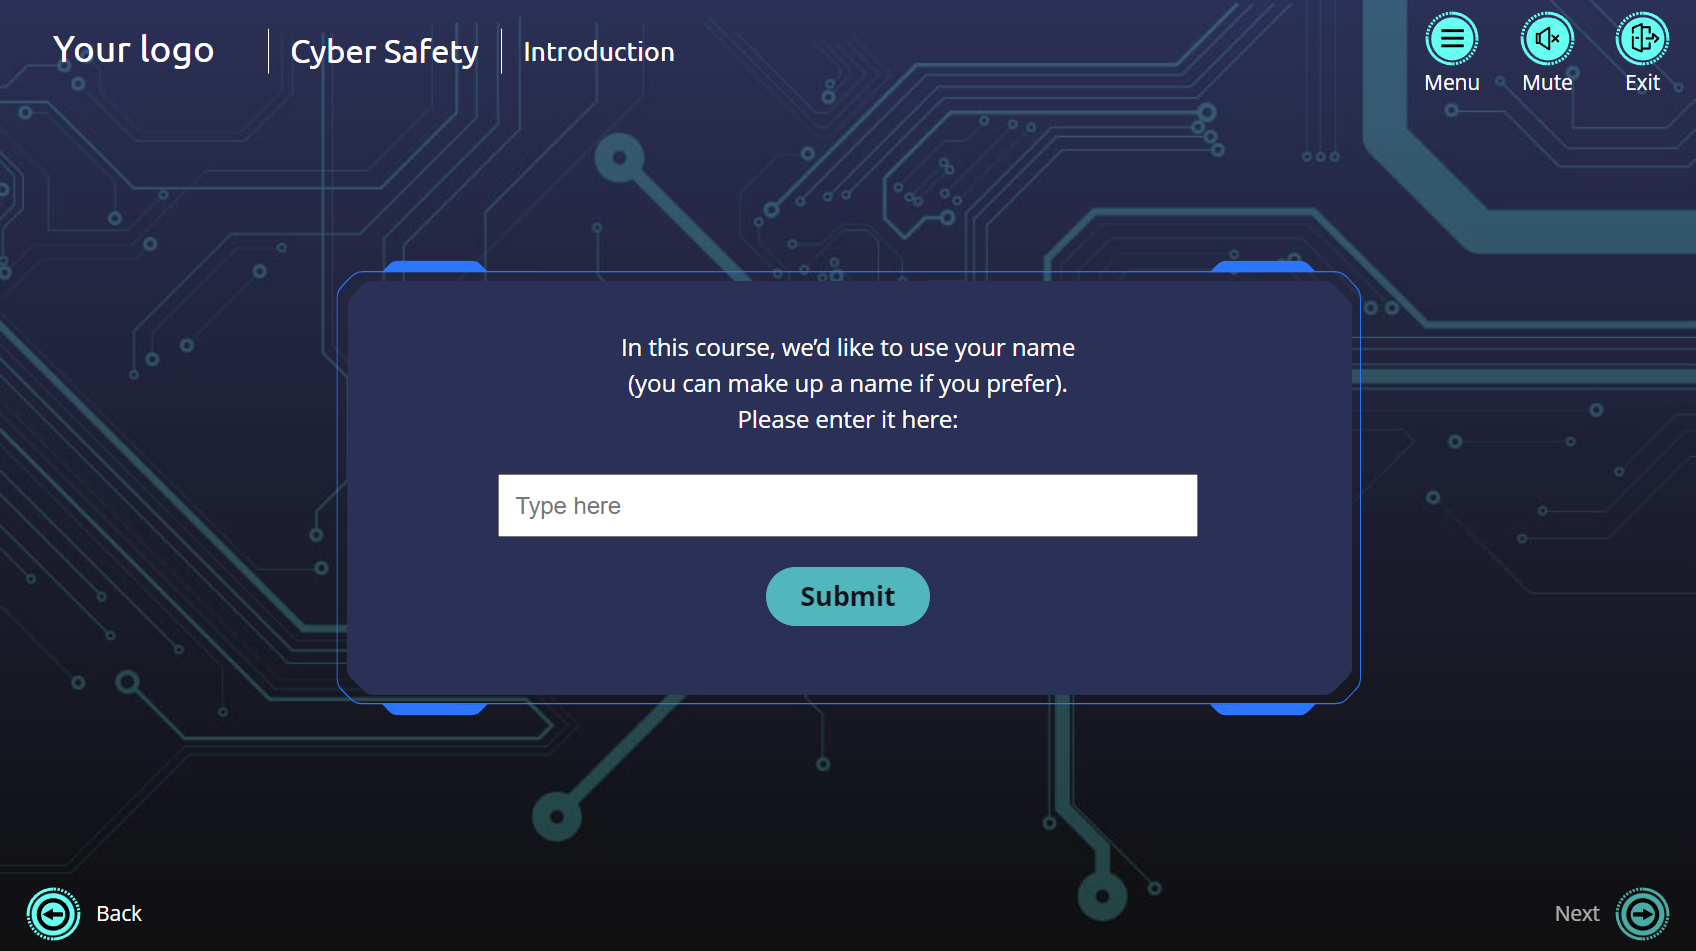 Your logo
Cyber Safety
Introduction
Menu
Mute
Exit
In this course, we’d like to use your name
(you can make up a name if you prefer).
Please enter it here:
Type here
Submit
Back
Next